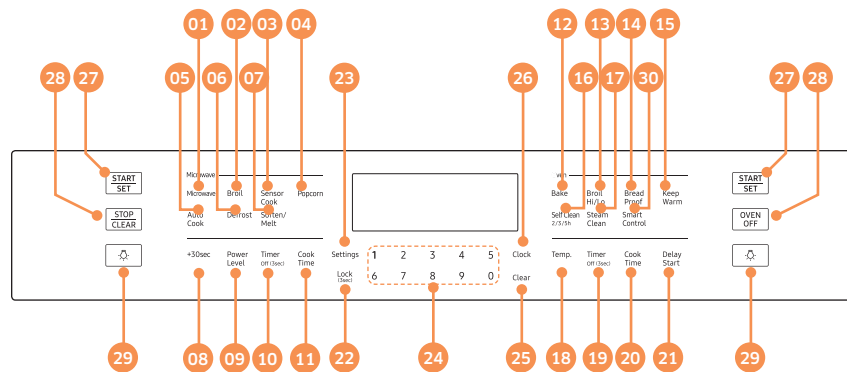 01 02 03 04 12 13 14 15
28 27 05 06 07 23 26 16 17 30 27 28
Microwave
START
SET
Microwave Broil Sensor
Cook Popcorn
STOP
CLEAR
Auto
Cook Defrost Soften/
Melt
+30sec Power
Level Timer
Off (3sec) Cook
Time
Settings 1 2 3 4 5 Clock
Lock
(3sec) 6 7 8 9 0 Clear
ven
Bake Broil
Hi/Lo Bread
Proof Keep
Warm
START
SET
Self Clean
2/3/5h Steam
Clean Smart
Control
OVEN
OFF
Temp. Timer
Off (3sec) Cook
Time Delay
Start
29 08 09 10 11 22 24 25 18 19 20 21 29